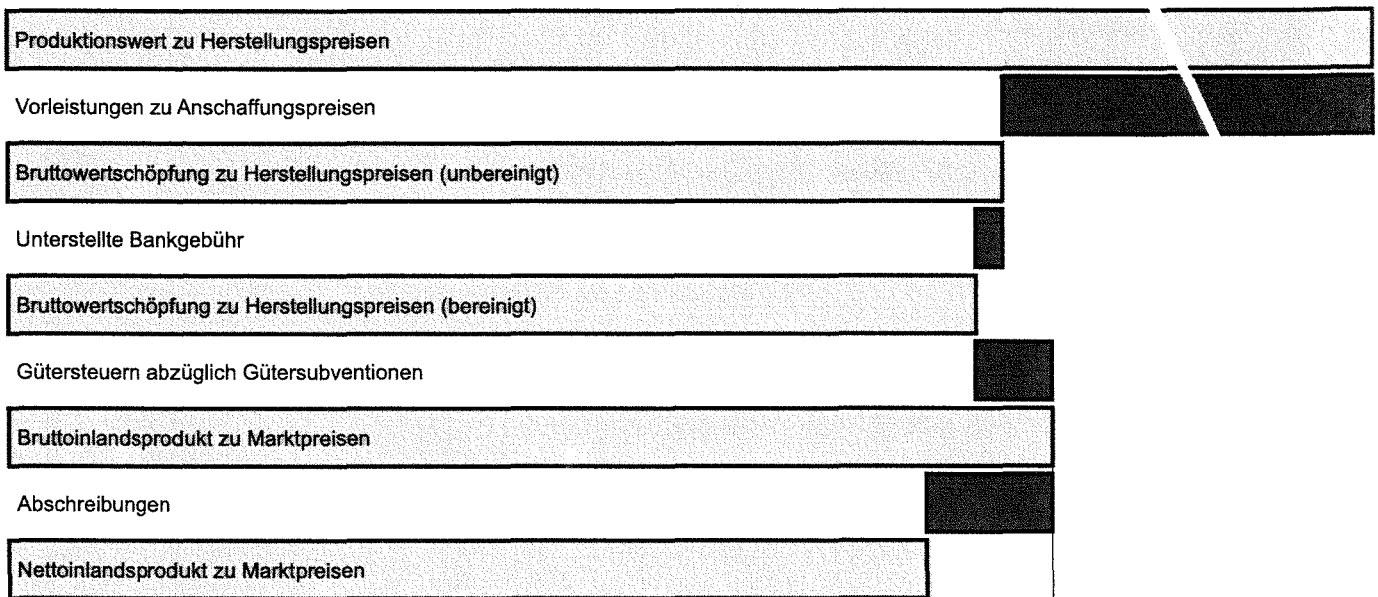 Produktionswert zu Herstellungspreisen
Vorleistungen zu Anschaffungspreisen
Bruttowertschöpfung zu Herstellungspreisen (unbereinigt)
Unterstellte Bankgebühr
Bruttowertschöpfung zu Herstellungspreisen (bereinigt)
Gütersteuern abzüglich Gütersubventionen
Bruttoinlandsprodukt zu Marktpreisen
Abschreibungen
Nettoinlandsprodukt zu Marktpreisen